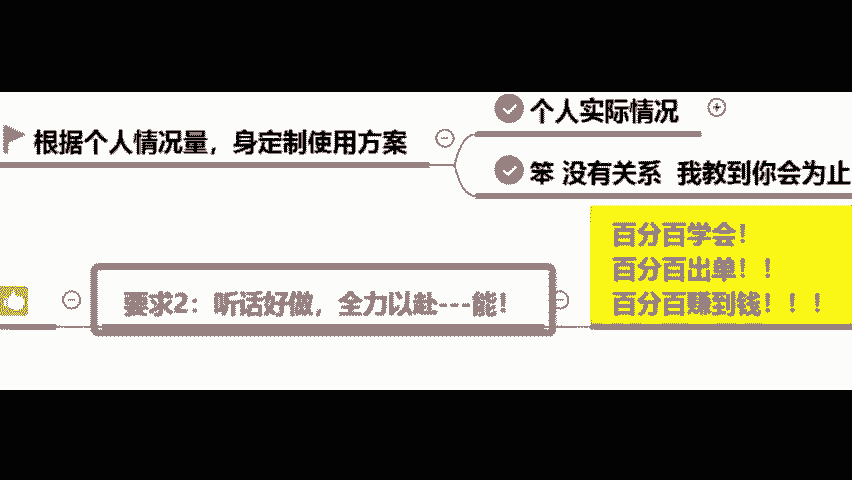 个人实际情况
根据个人情况量，身定制使用方案
笨 没有关系 我教到你会为止
百分百学会！
百分百出单！！
要求2：听话好做，全力以赴---能！
百分百赚到钱！！！